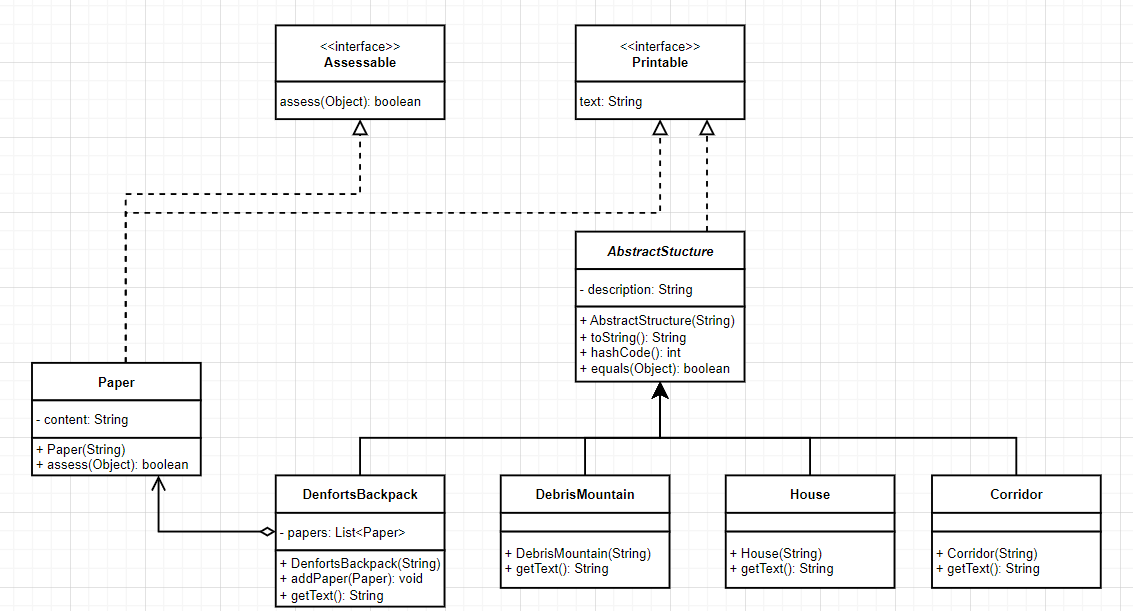 <<interface>>
Assessable
assess(Object): boolean
<<interface>>
Printable
text: String
AbstractStucture
- description: String
+ AbstractStructure(String)
+ toString(): String
+ hashCode(): int
+ equals(Object): boolean
Paper
- content: String
+ Paper(String)
+ assess(Object): boolean
DenfortsBackpack
- papers: List<Paper>
+ DenfortsBackpack(String)
+ addPaper(Paper): void
+ getText(): String
DebrisMountain
+ DebrisMountain(String)
+ getText(): String
House
+ House(String)
+ getText(): String
Corridor
+ Corridor(String)
+ getText(): String